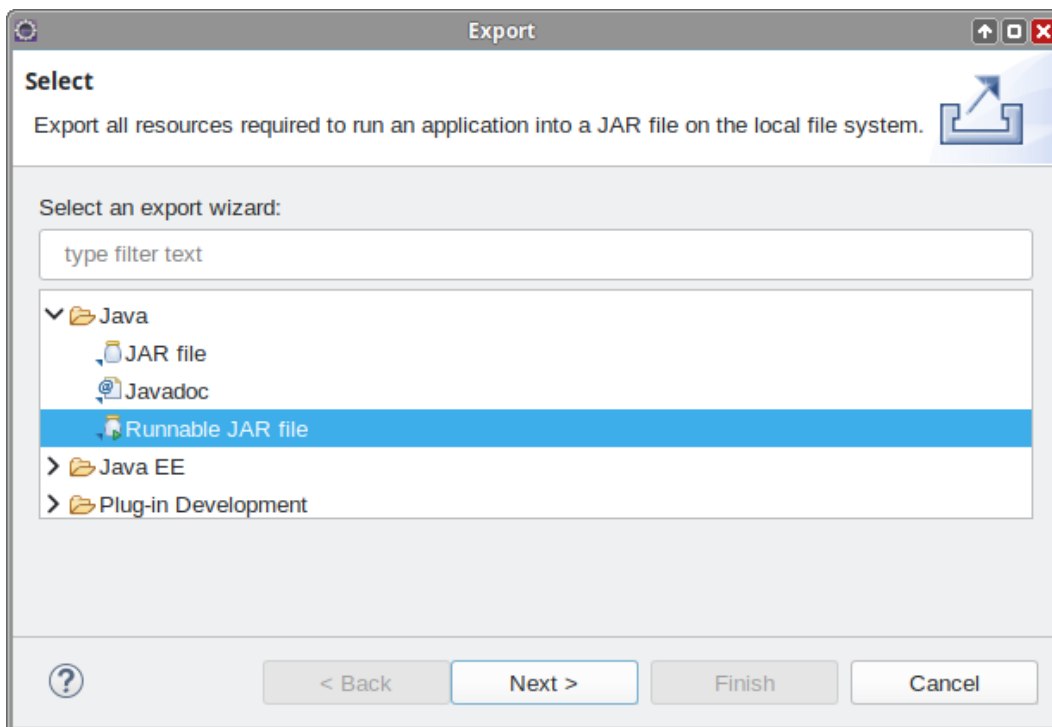 Export
Select
Export all resources required to run an application into a JAR file on the local file system.
Select an export wizard:
type filter text
Java
JAR file
Javadoc
Runnable JAR file
Java EE
Plug-in Development
< Back Next > Finish Cancel